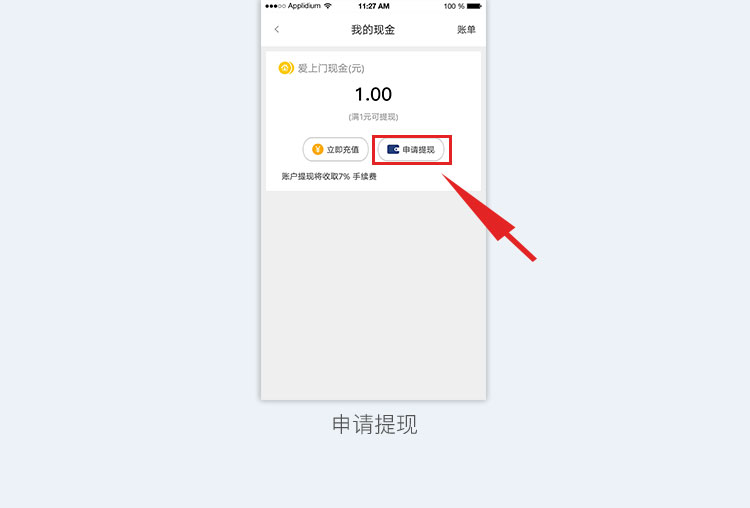 ●●●○○ Applidium 11:27 AM 100 %
我的现金 账单
爱上门现金(元)
1.00
(满1元可提现)
立即充值 申请提现
账户提现将收取7% 手续费
申请提现